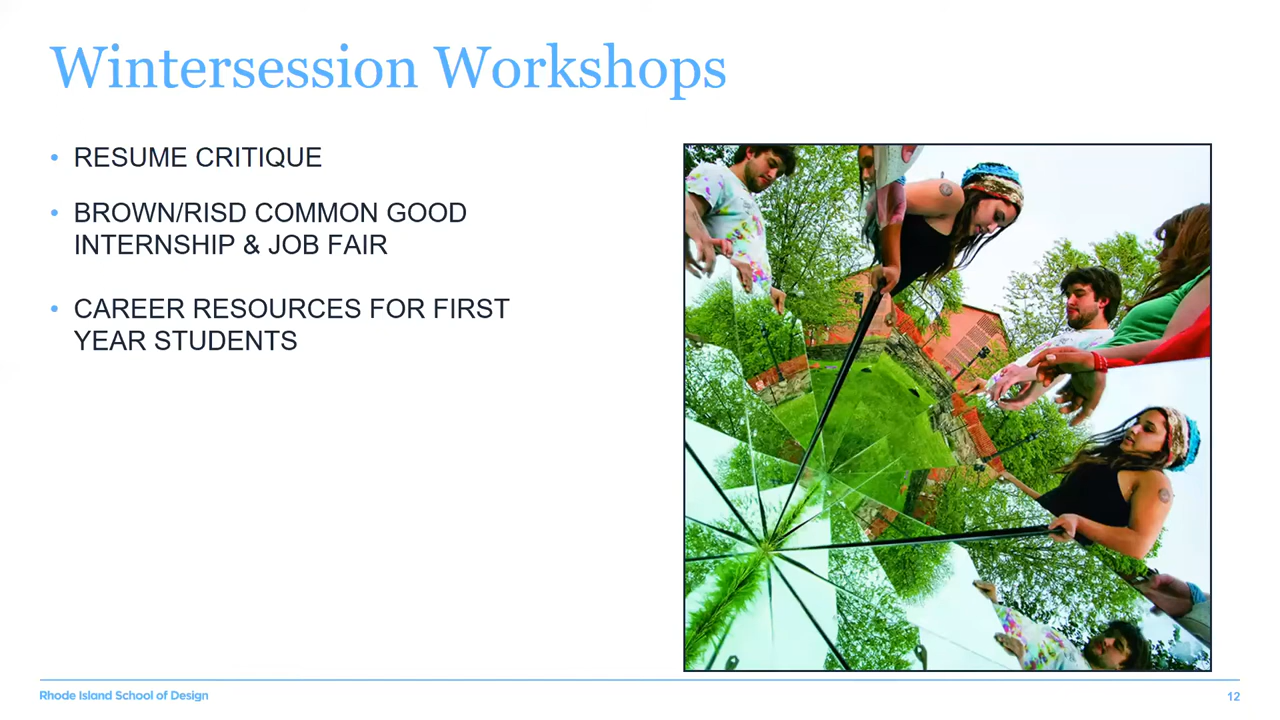 Wintersession Workshops
• RESUME CRITIQUE
• BROWN/RISD COMMON GOOD
INTERNSHIP & JOB FAIR
• CAREER RESOURCES FOR FIRST
YEAR STUDENTS
Rhode Island School of Design
12